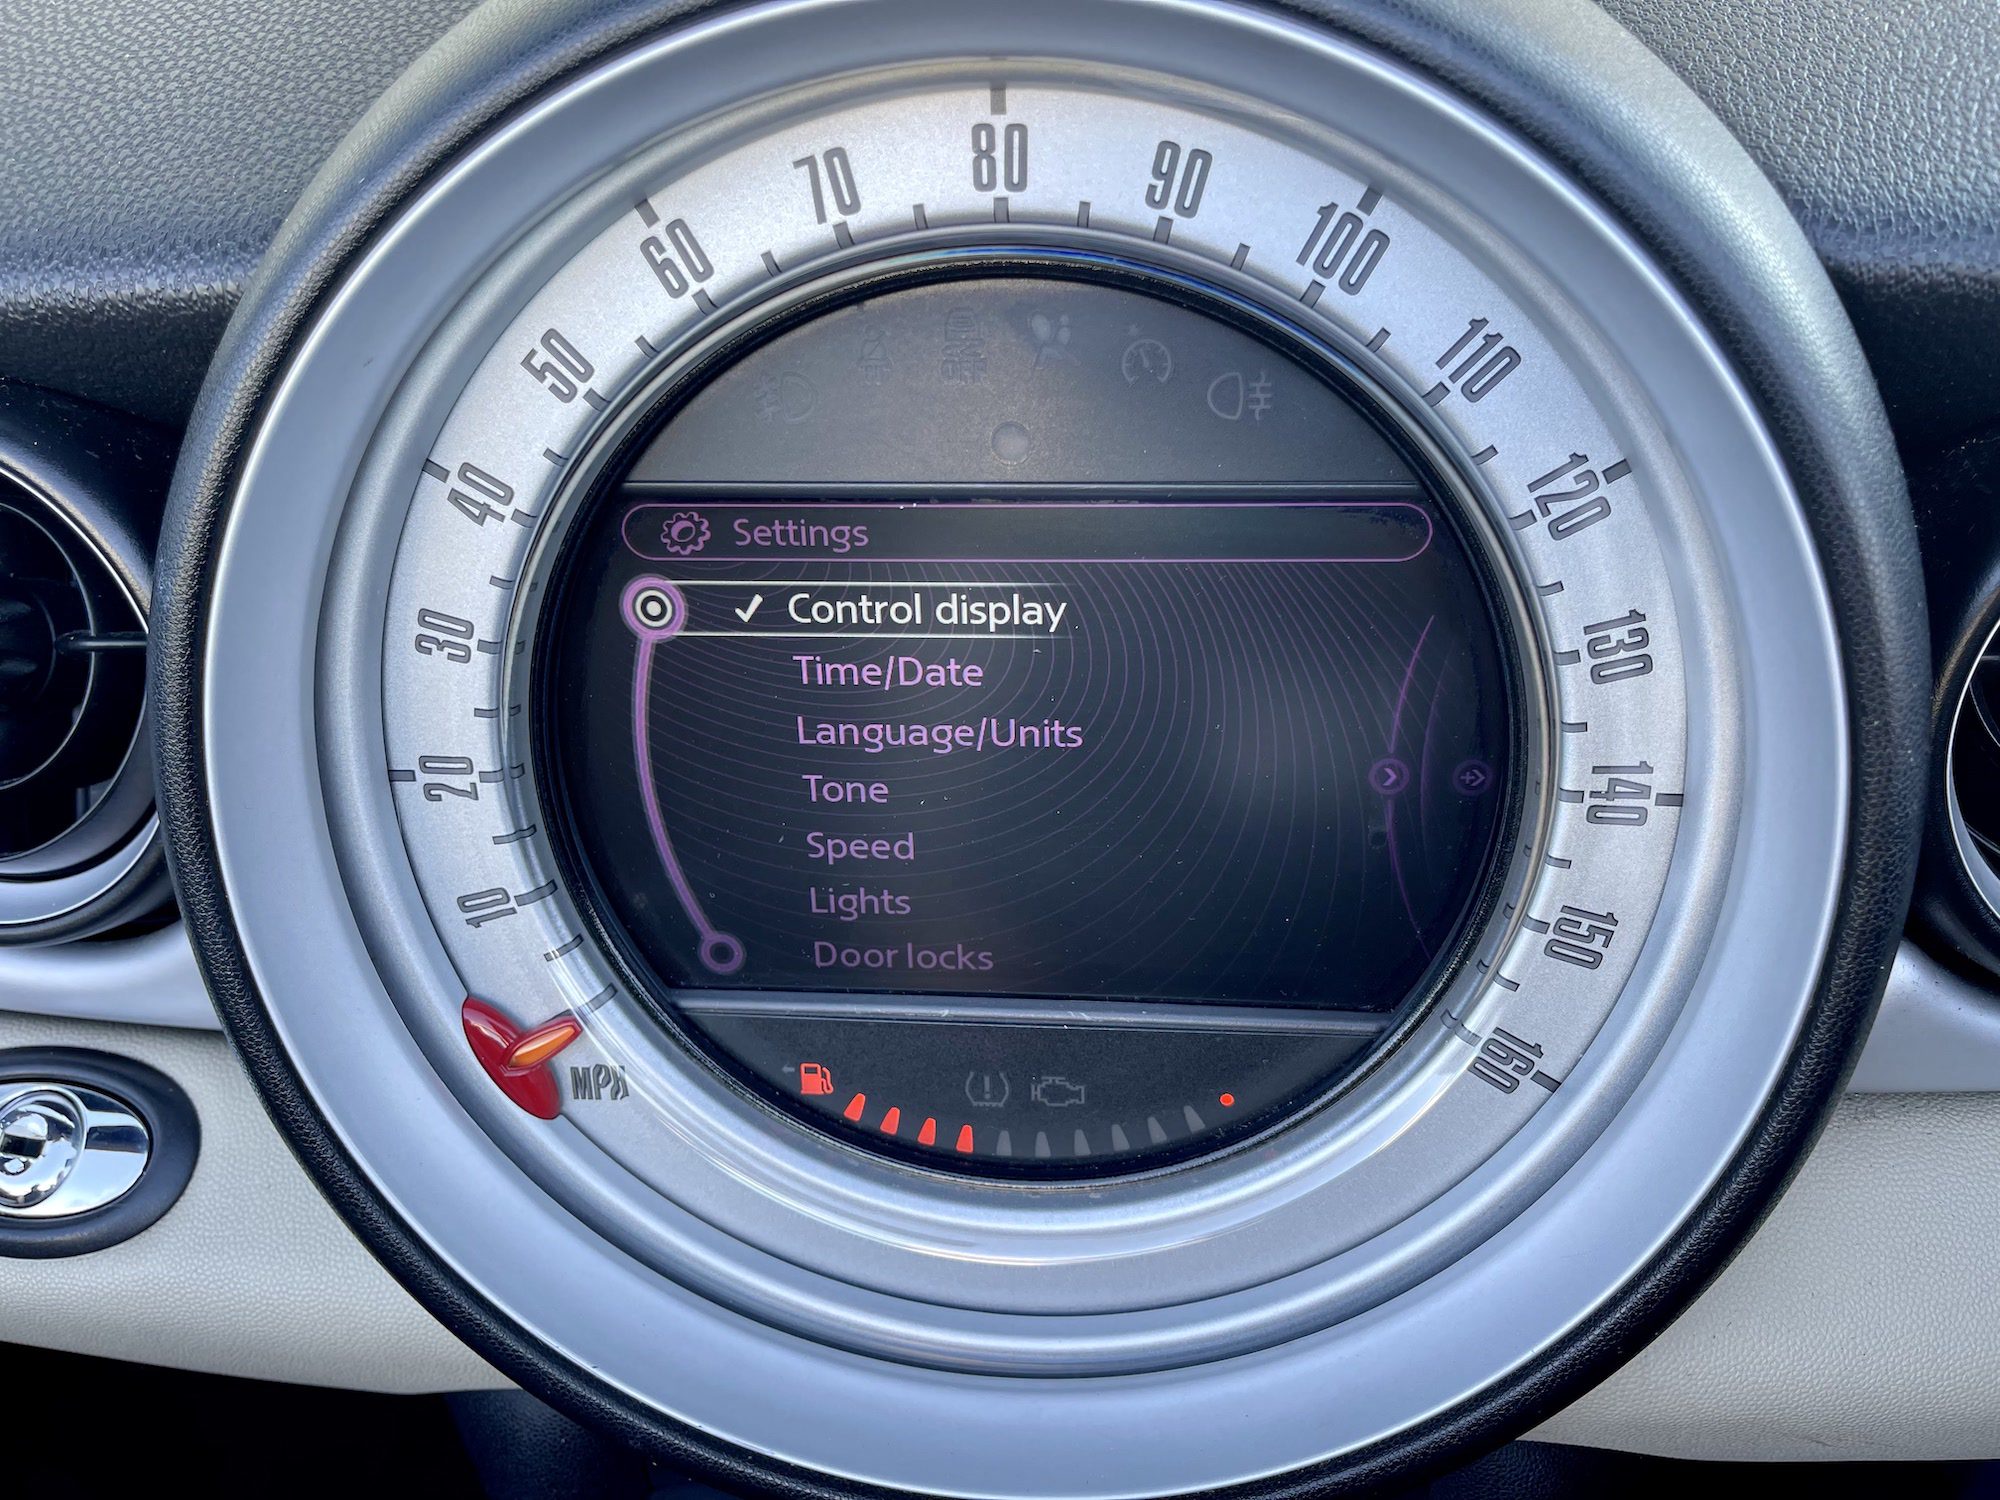 80
70
90
60
100
50
110
40
120
30
130
20
140
10
150
160
MPH
Settings
Control display
Time/Date
Language/Units
Tone
Speed
Lights
Door locks